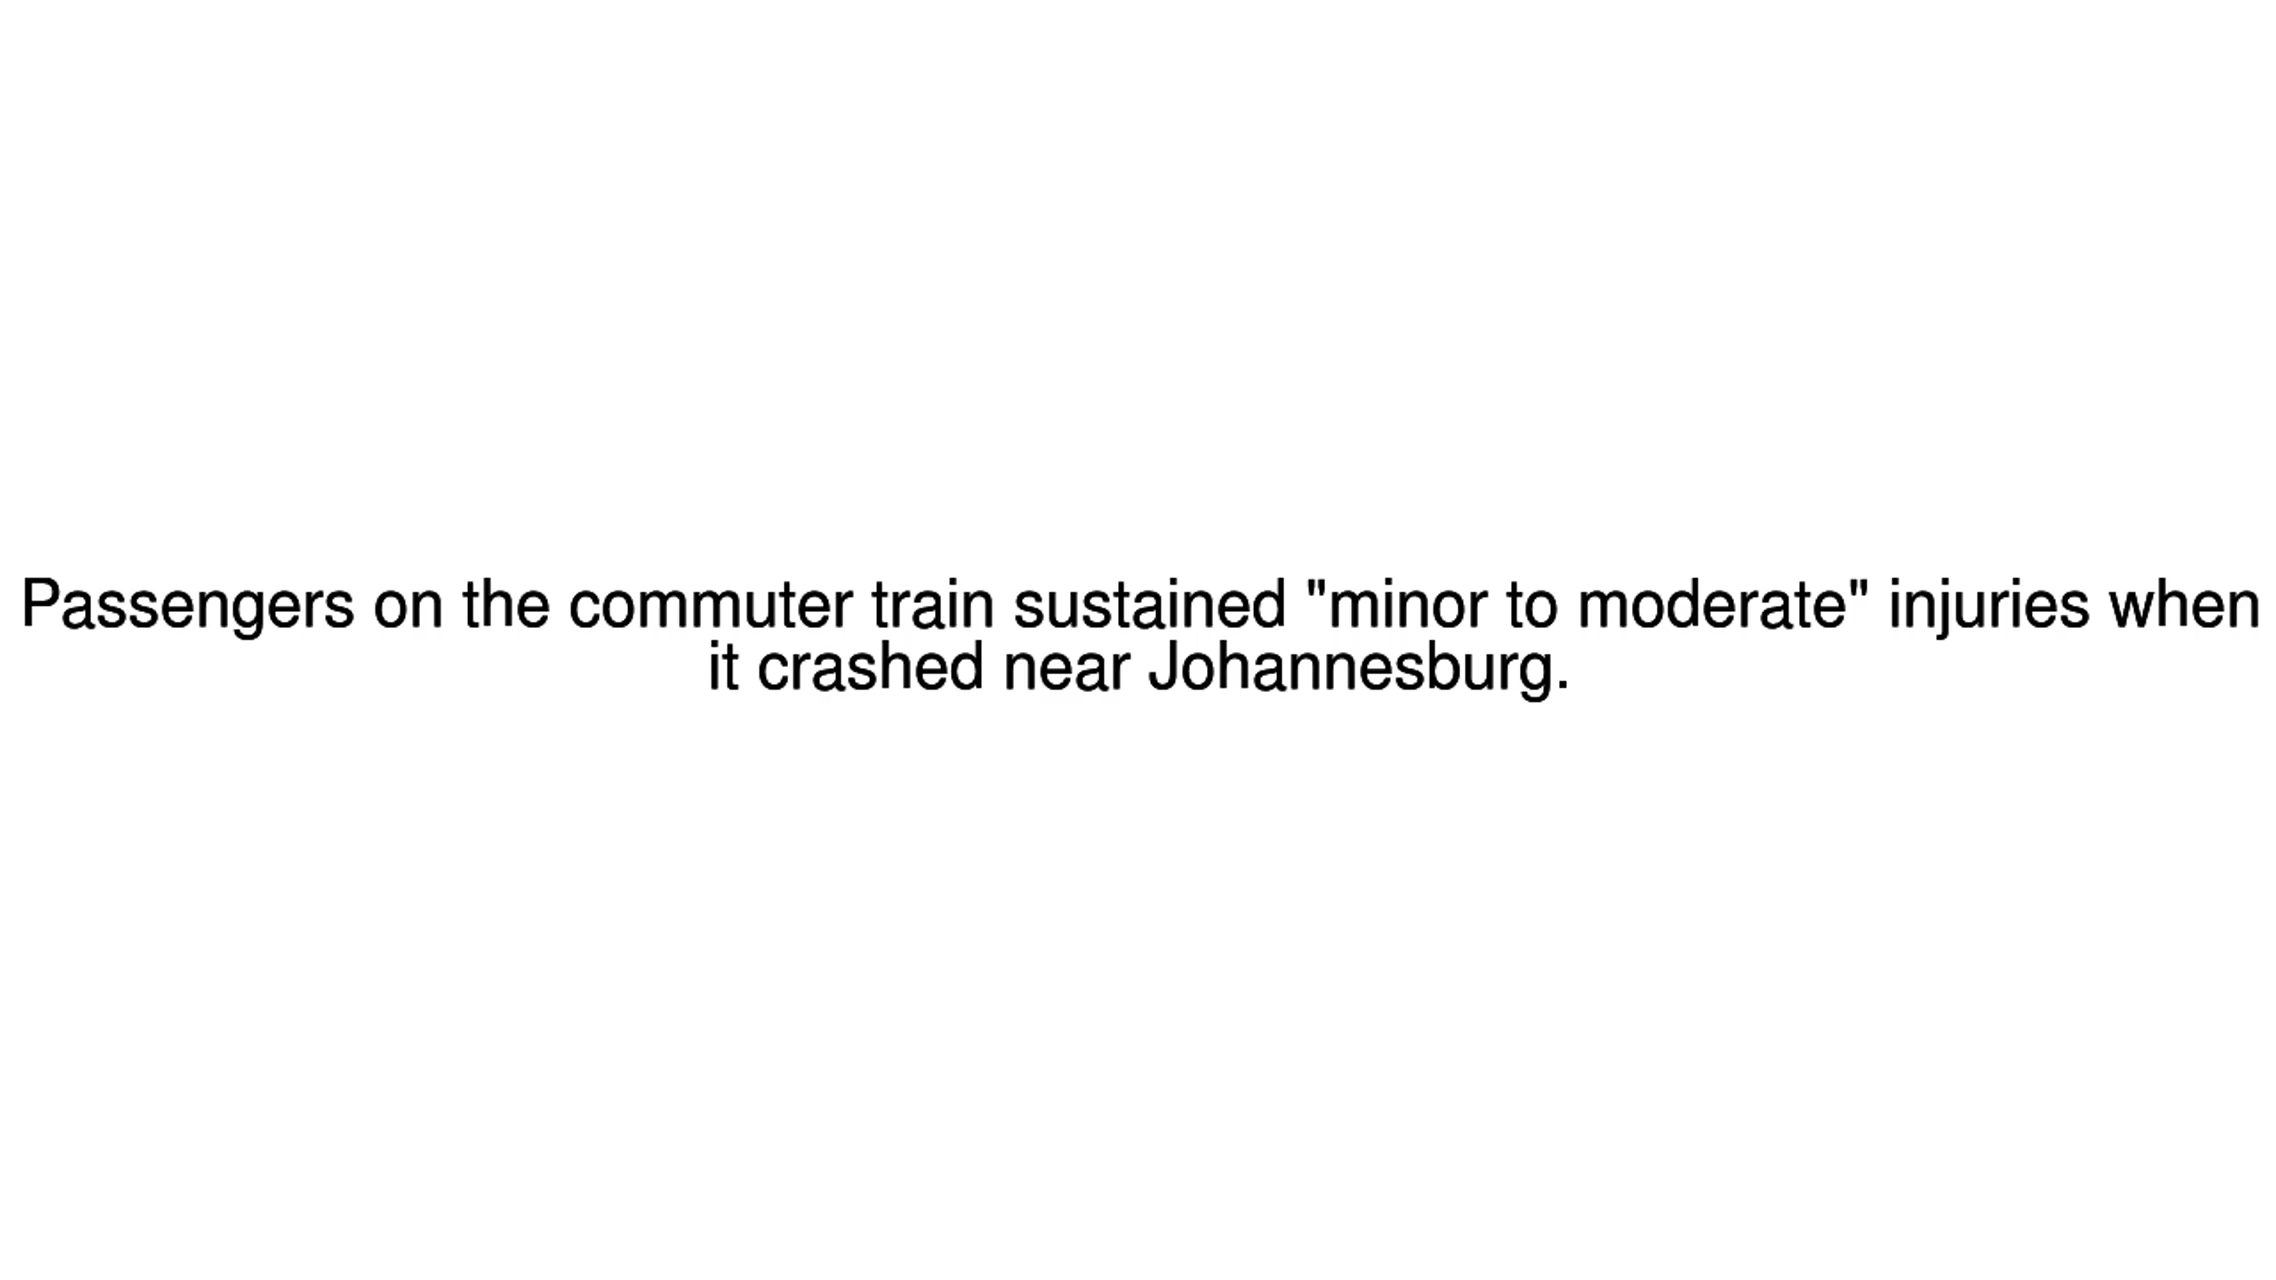 Passengers on the commuter train sustained "minor to moderate" injuries when
it crashed near Johannesburg.